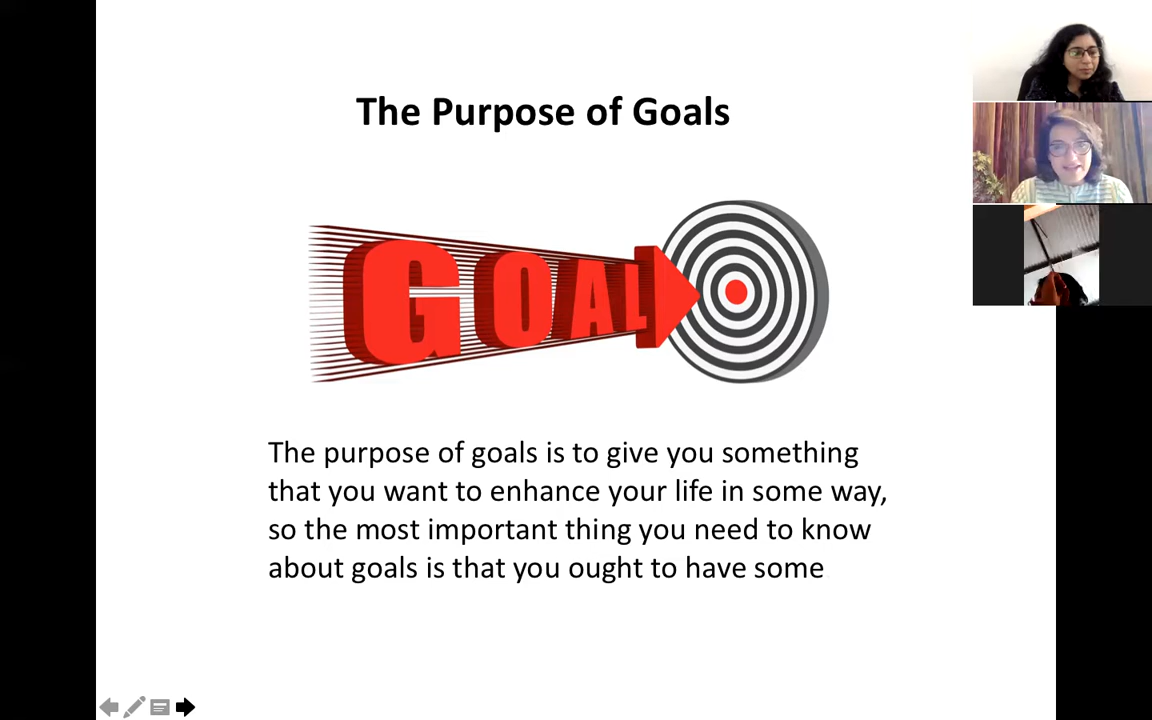 The Purpose of Goals
GOAL
The purpose of goals is to give you something
that you want to enhance your life in some way,
so the most important thing you need to know
about goals is that you ought to have some